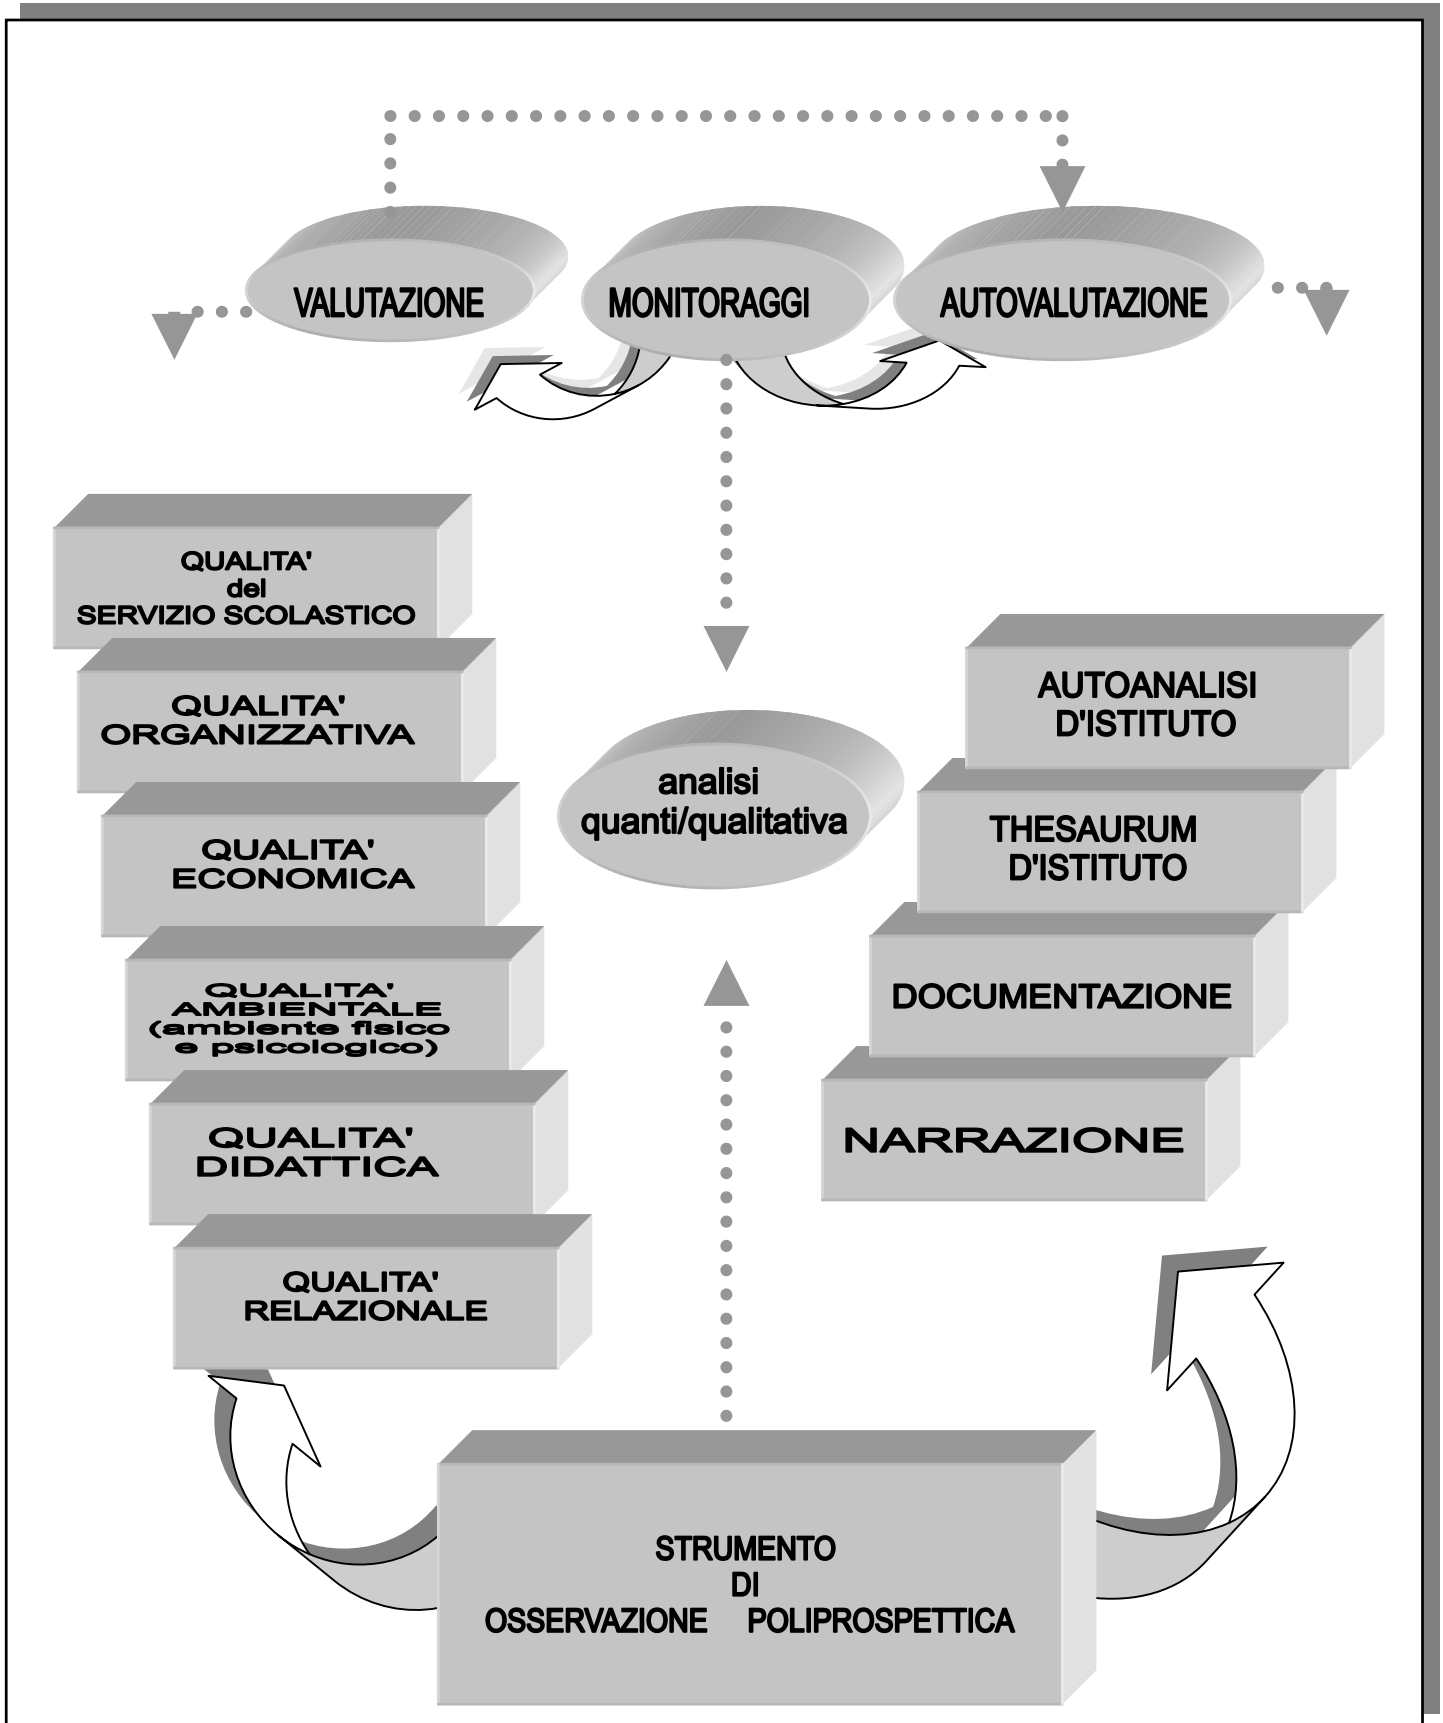 VALUTAZIONE
MONITORAGGI
AUTOVALUTAZIONE
QUALITA'
del
SERVIZIO SCOLASTICO
QUALITA'
ORGANIZZATIVA
QUALITA'
ECONOMICA
QUALITA'
AMBIENTALE
(ambiente fisico
e psicologico)
QUALITA'
DIDATTICA
QUALITA'
RELAZIONALE
analisi
quanti/qualitativa
AUTOANALISI
D'ISTITUTO
THESAURUM
D'ISTITUTO
DOCUMENTAZIONE
NARRAZIONE
STRUMENTO
DI
OSSERVAZIONE POLIPROSPETTICA